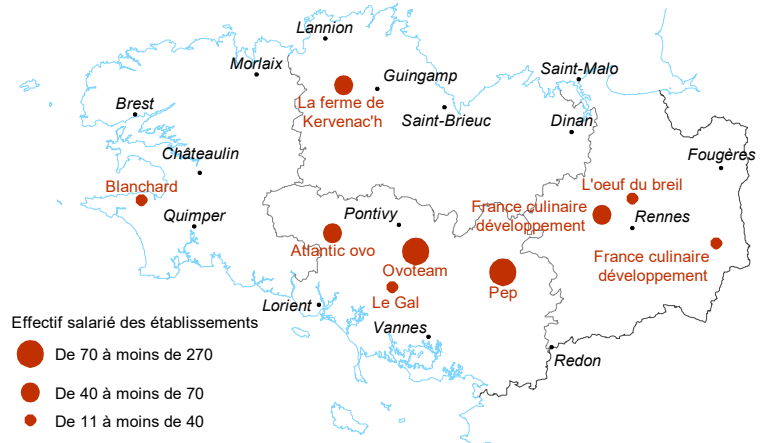 Lannion
Morlaix
Guingamp
Saint-Malo
La ferme de
Kervenac'h
Brest
Saint-Brieuc
Dinan
Châteaulin
Fougères
Blanchard
L'oeuf du breil
France culinaire
développement
Quimper
Pontivy
Rennes
Atlantic ovo
Ovoteam
France culinaire
développement
Pep
Le Gal
Lorient
Vannes
Redon
Effectif salarié des établissements
De 70 à moins de 270
De 40 à moins de 70
De 11 à moins de 40